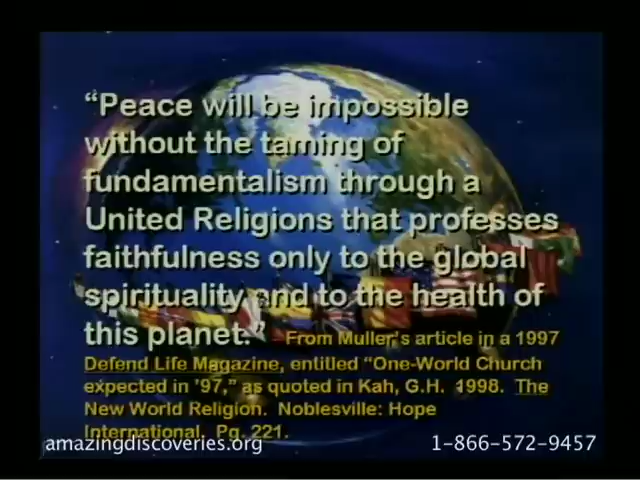 “Peace will be impossible
without the taming of
fundamentalism through a
United Religions that professes
faithfulness only to the global
spirituality and to the health of
this planet.” From Muller's article in a 1997
Defend Life Magazine, entitled “One-World Church
expected in '97,” as quoted in Kah, G.H. 1998. The
New World Religion. Noblesville: Hope
International. Pg. 221.
amazingdiscoveries.org 1-866-572-9457